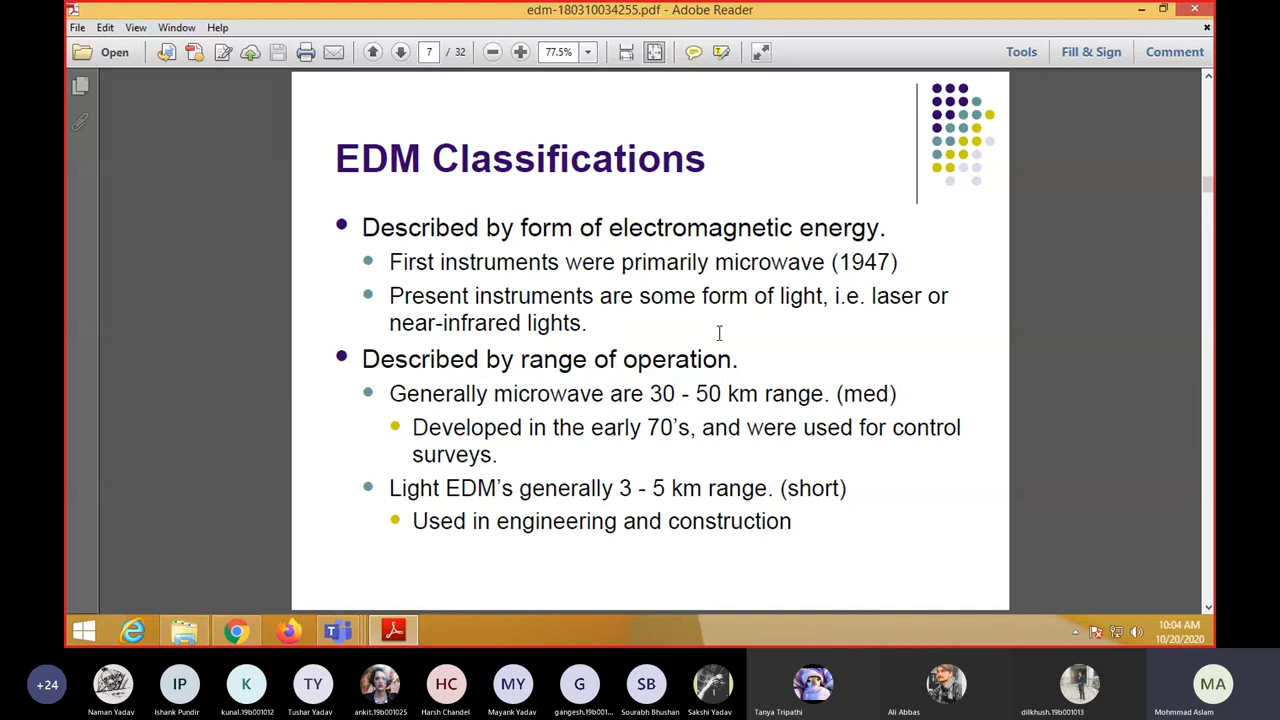 edm-180310034255.pdf - Adobe Reader
File Edit View Window Help
Open 7 / 32 77.5% Tools Fill & Sign Comment
EDM Classifications
Described by form of electromagnetic energy.
First instruments were primarily microwave (1947)
Present instruments are some form of light, i.e. laser or
near-infrared lights.
Described by range of operation.
Generally microwave are 30 - 50 km range. (med)
Developed in the early 70's, and were used for control
surveys.
Light EDM's generally 3 - 5 km range. (short)
Used in engineering and construction
10:04 AM
10/20/2020
+24 IP K TY HC MY G SB MA
Naman Yadav Ishank Pundir kunal.19b001012 Tushar Yadav ankit.19b001025 Harsh Chandel Mayank Yadav gangesh.19b001... Sourabh Bhushan Sakshi Yadav Tanya Tripathi Ali Abbas dilkhush.19b001013 Mohmmad Aslam